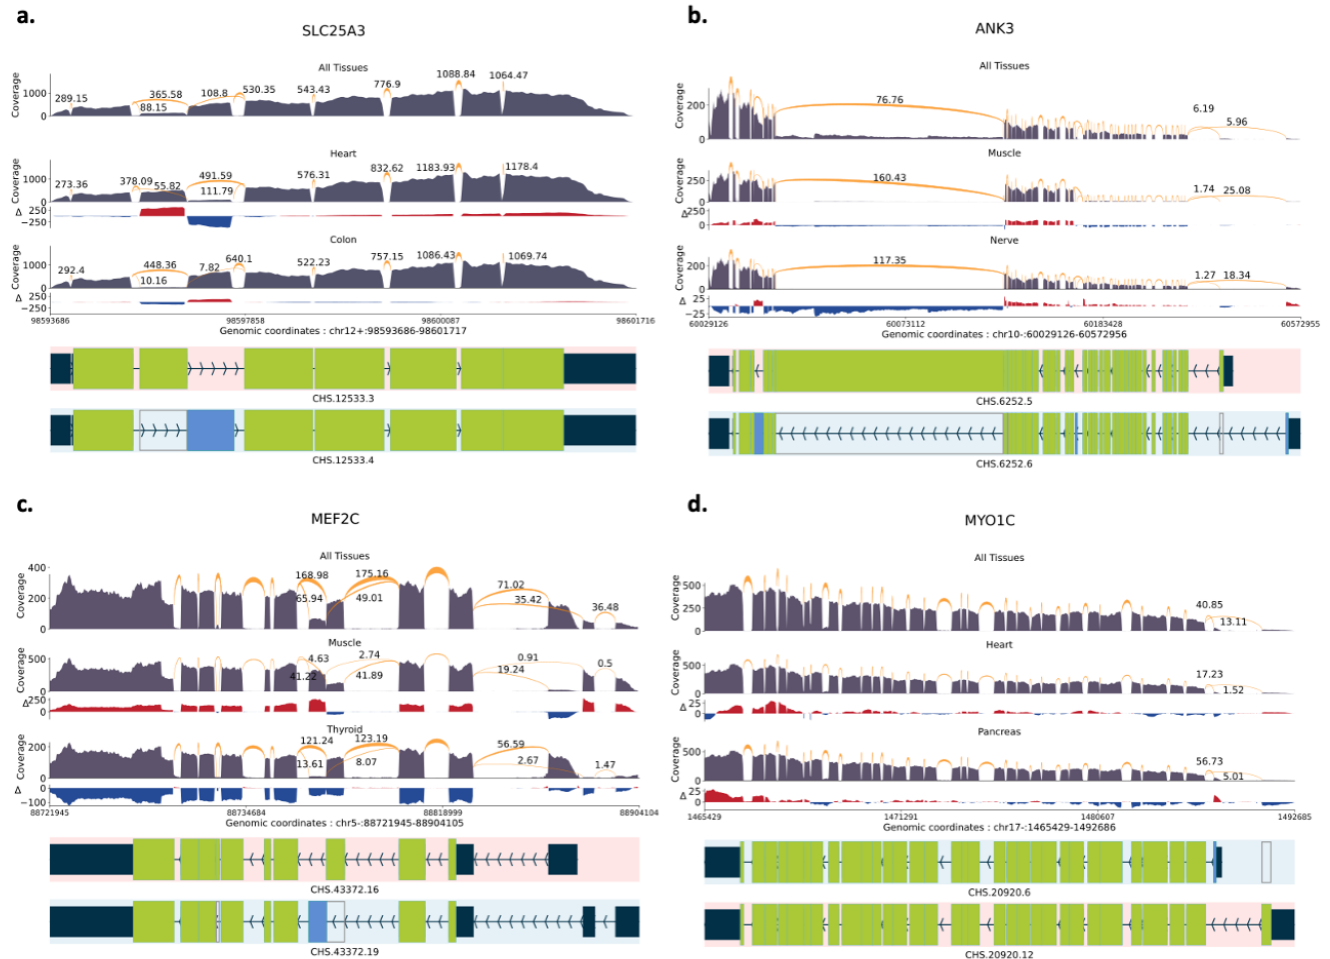 a.
SLC25A3
All Tissues
Coverage
1000
0
289.15
365.58
88.15
108.8
530.35
543.43
776.9
1088.84
1064.47
Heart
Coverage
1000
0
273.36
378.09
55.82
491.59
111.79
576.31
832.62
1183.93
1178.4
Δ
250
−250
Colon
Coverage
1000
0
292.4
448.36
10.16
7.82
640.1
522.23
757.15
1086.43
1069.74
Δ
250
−250
98593686
98597858
98600087
98601716
Genomic coordinates : chr12+:98593686-98601717
CHS.12533.3
CHS.12533.4
b.
ANK3
All Tissues
Coverage
200
0
76.76
6.19
5.96
Muscle
Coverage
250
0
160.43
1.74
25.08
Δ
250
0
Nerve
Coverage
200
0
117.35
1.27
18.34
Δ
25
0
−25
60029126
60073112
60183428
60572955
Genomic coordinates : chr10-:60029126-60572956
CHS.6252.5
CHS.6252.6
c.
MEF2C
All Tissues
Coverage
400
200
0
168.98
65.94
175.16
49.01
71.02
35.42
36.48
Muscle
Coverage
500
0
4.63
41.22
2.74
41.89
0.91
19.24
0.5
Δ
250
0
Thyroid
Coverage
200
0
121.24
13.61
123.19
8.07
56.59
2.67
1.47
Δ
0
−100
88721945
88734684
88818999
88904104
Genomic coordinates : chr5-:88721945-88904105
CHS.43372.16
CHS.43372.19
d.
MYO1C
All Tissues
Coverage
500
250
0
40.85
13.11
Heart
Coverage
500
0
17.23
1.52
Δ
25
0
Pancreas
Coverage
500
0
56.73
5.01
Δ
25
0
1465429
1471291
1480607
1492685
Genomic coordinates : chr17-:1465429-1492686
CHS.20920.6
CHS.20920.12